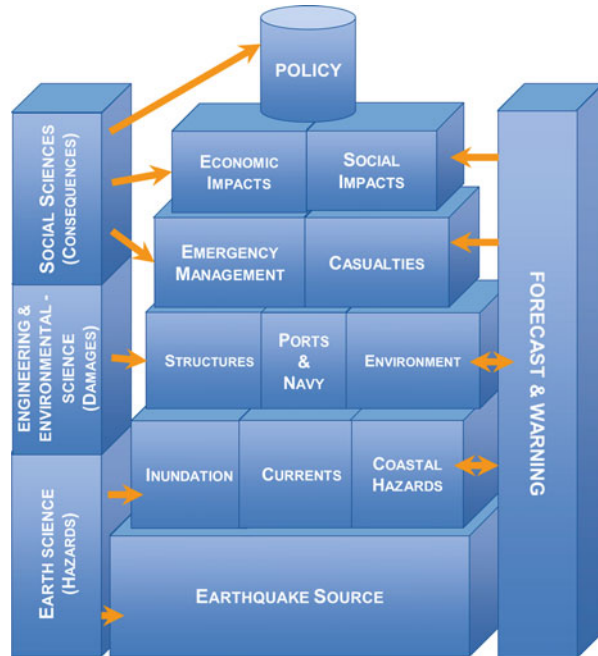 POLICY
ECONOMIC
IMPACTS
SOCIAL
IMPACTS
EMERGENCY
MANAGEMENT
CASUALTIES
STRUCTURES
PORTS
&
NAVY
ENVIRONMENT
INUNDATION
CURRENTS
COASTAL
HAZARDS
EARTHQUAKE SOURCE
SOCIAL SCIENCES
(CONSEQUENCES)
ENGINEERING &
ENVIRONMENTAL -
SCIENCE
(DAMAGES)
EARTH SCIENCE
(HAZARDS)
FORECAST & WARNING